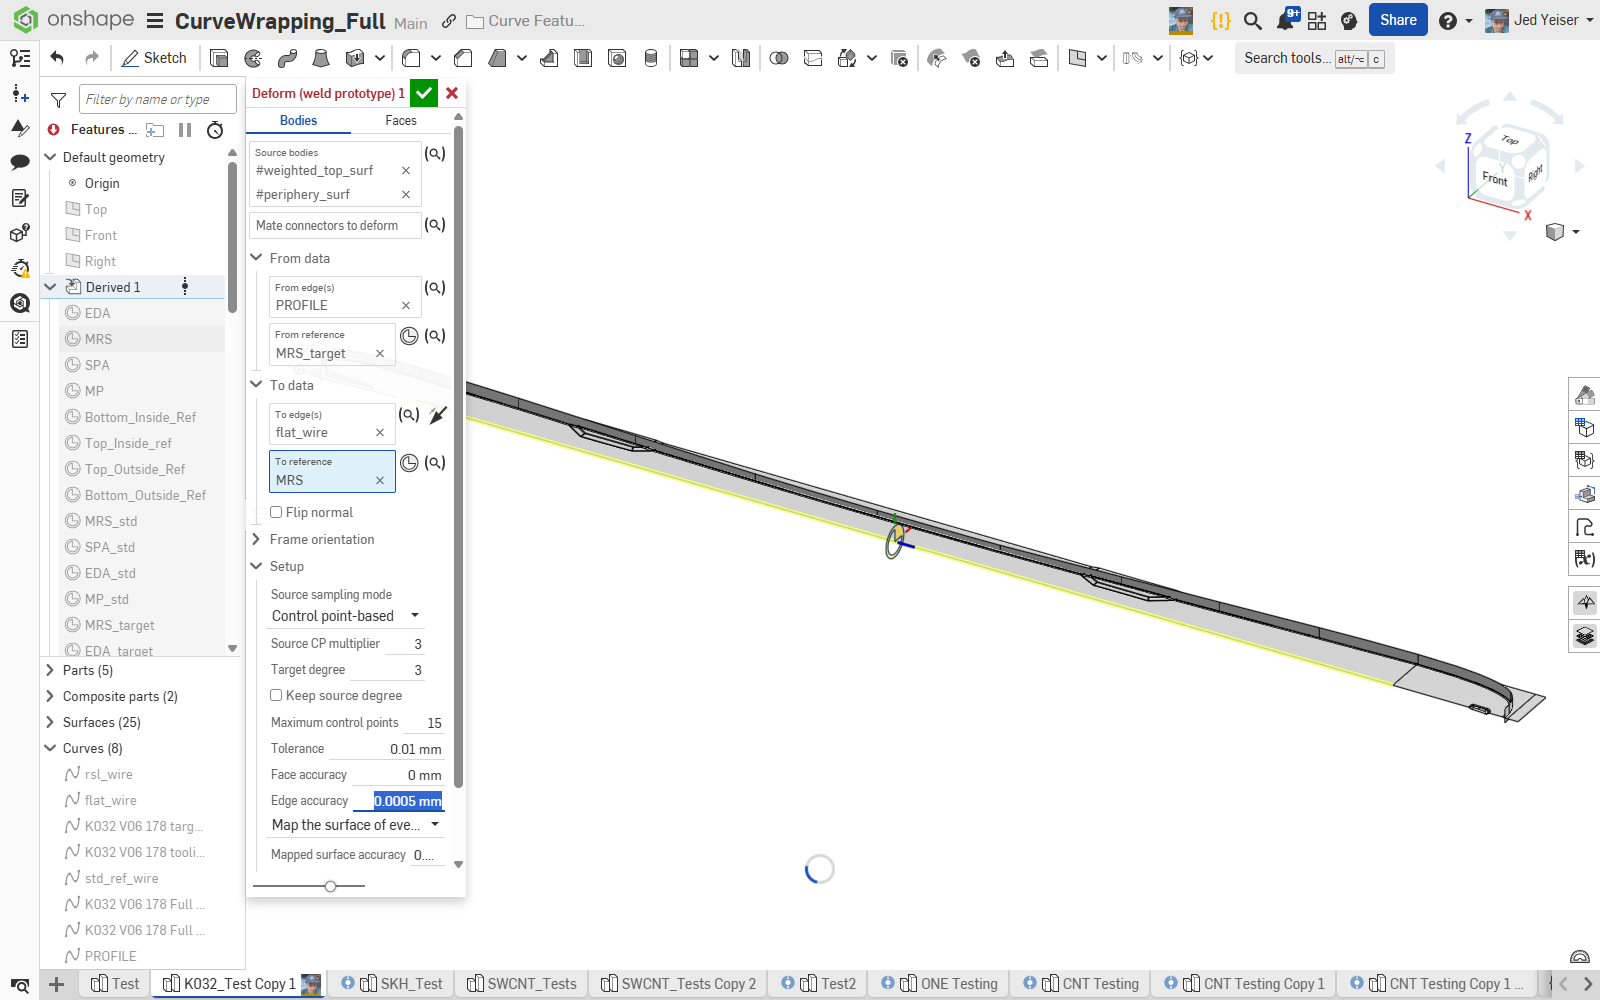 onshape
CurveWrapping_Full Main Curve Featu...
9+
Share
Jed Yeiser
Sketch
Search tools... alt/⌥ c
Filter by name or type
Features ...
Default geometry
Origin
Top
Front
Right
Derived 1
EDA
MRS
SPA
MP
Bottom_Inside_Ref
Top_Inside_ref
Top_Outside_Ref
Bottom_Outside_Ref
MRS_std
SPA_std
EDA_std
MP_std
MRS_target
EDA_target
Parts (5)
Composite parts (2)
Surfaces (25)
Curves (8)
rsl_wire
flat_wire
K032 V06 178 targ...
K032 V06 178 tooli...
std_ref_wire
K032 V06 178 Full ...
K032 V06 178 Full ...
PROFILE
Deform (weld prototype) 1
Bodies Faces
Source bodies
#weighted_top_surf
#periphery_surf
Mate connectors to deform
From data
From edge(s)
PROFILE
From reference
MRS_target
To data
To edge(s)
flat_wire
To reference
MRS
Flip normal
Frame orientation
Setup
Source sampling mode
Control point-based
Source CP multiplier 3
Target degree 3
Keep source degree
Maximum control points 15
Tolerance 0.01 mm
Face accuracy 0 mm
Edge accuracy 0.0005 mm
Map the surface of eve...
Mapped surface accuracy 0....
Z
Top
Y
Front
Right
X
Test
K032_Test Copy 1
SKH_Test
SWCNT_Tests
SWCNT_Tests Copy 2
Test2
ONE Testing
CNT Testing
CNT Testing Copy 1
CNT Testing Copy 1 ...